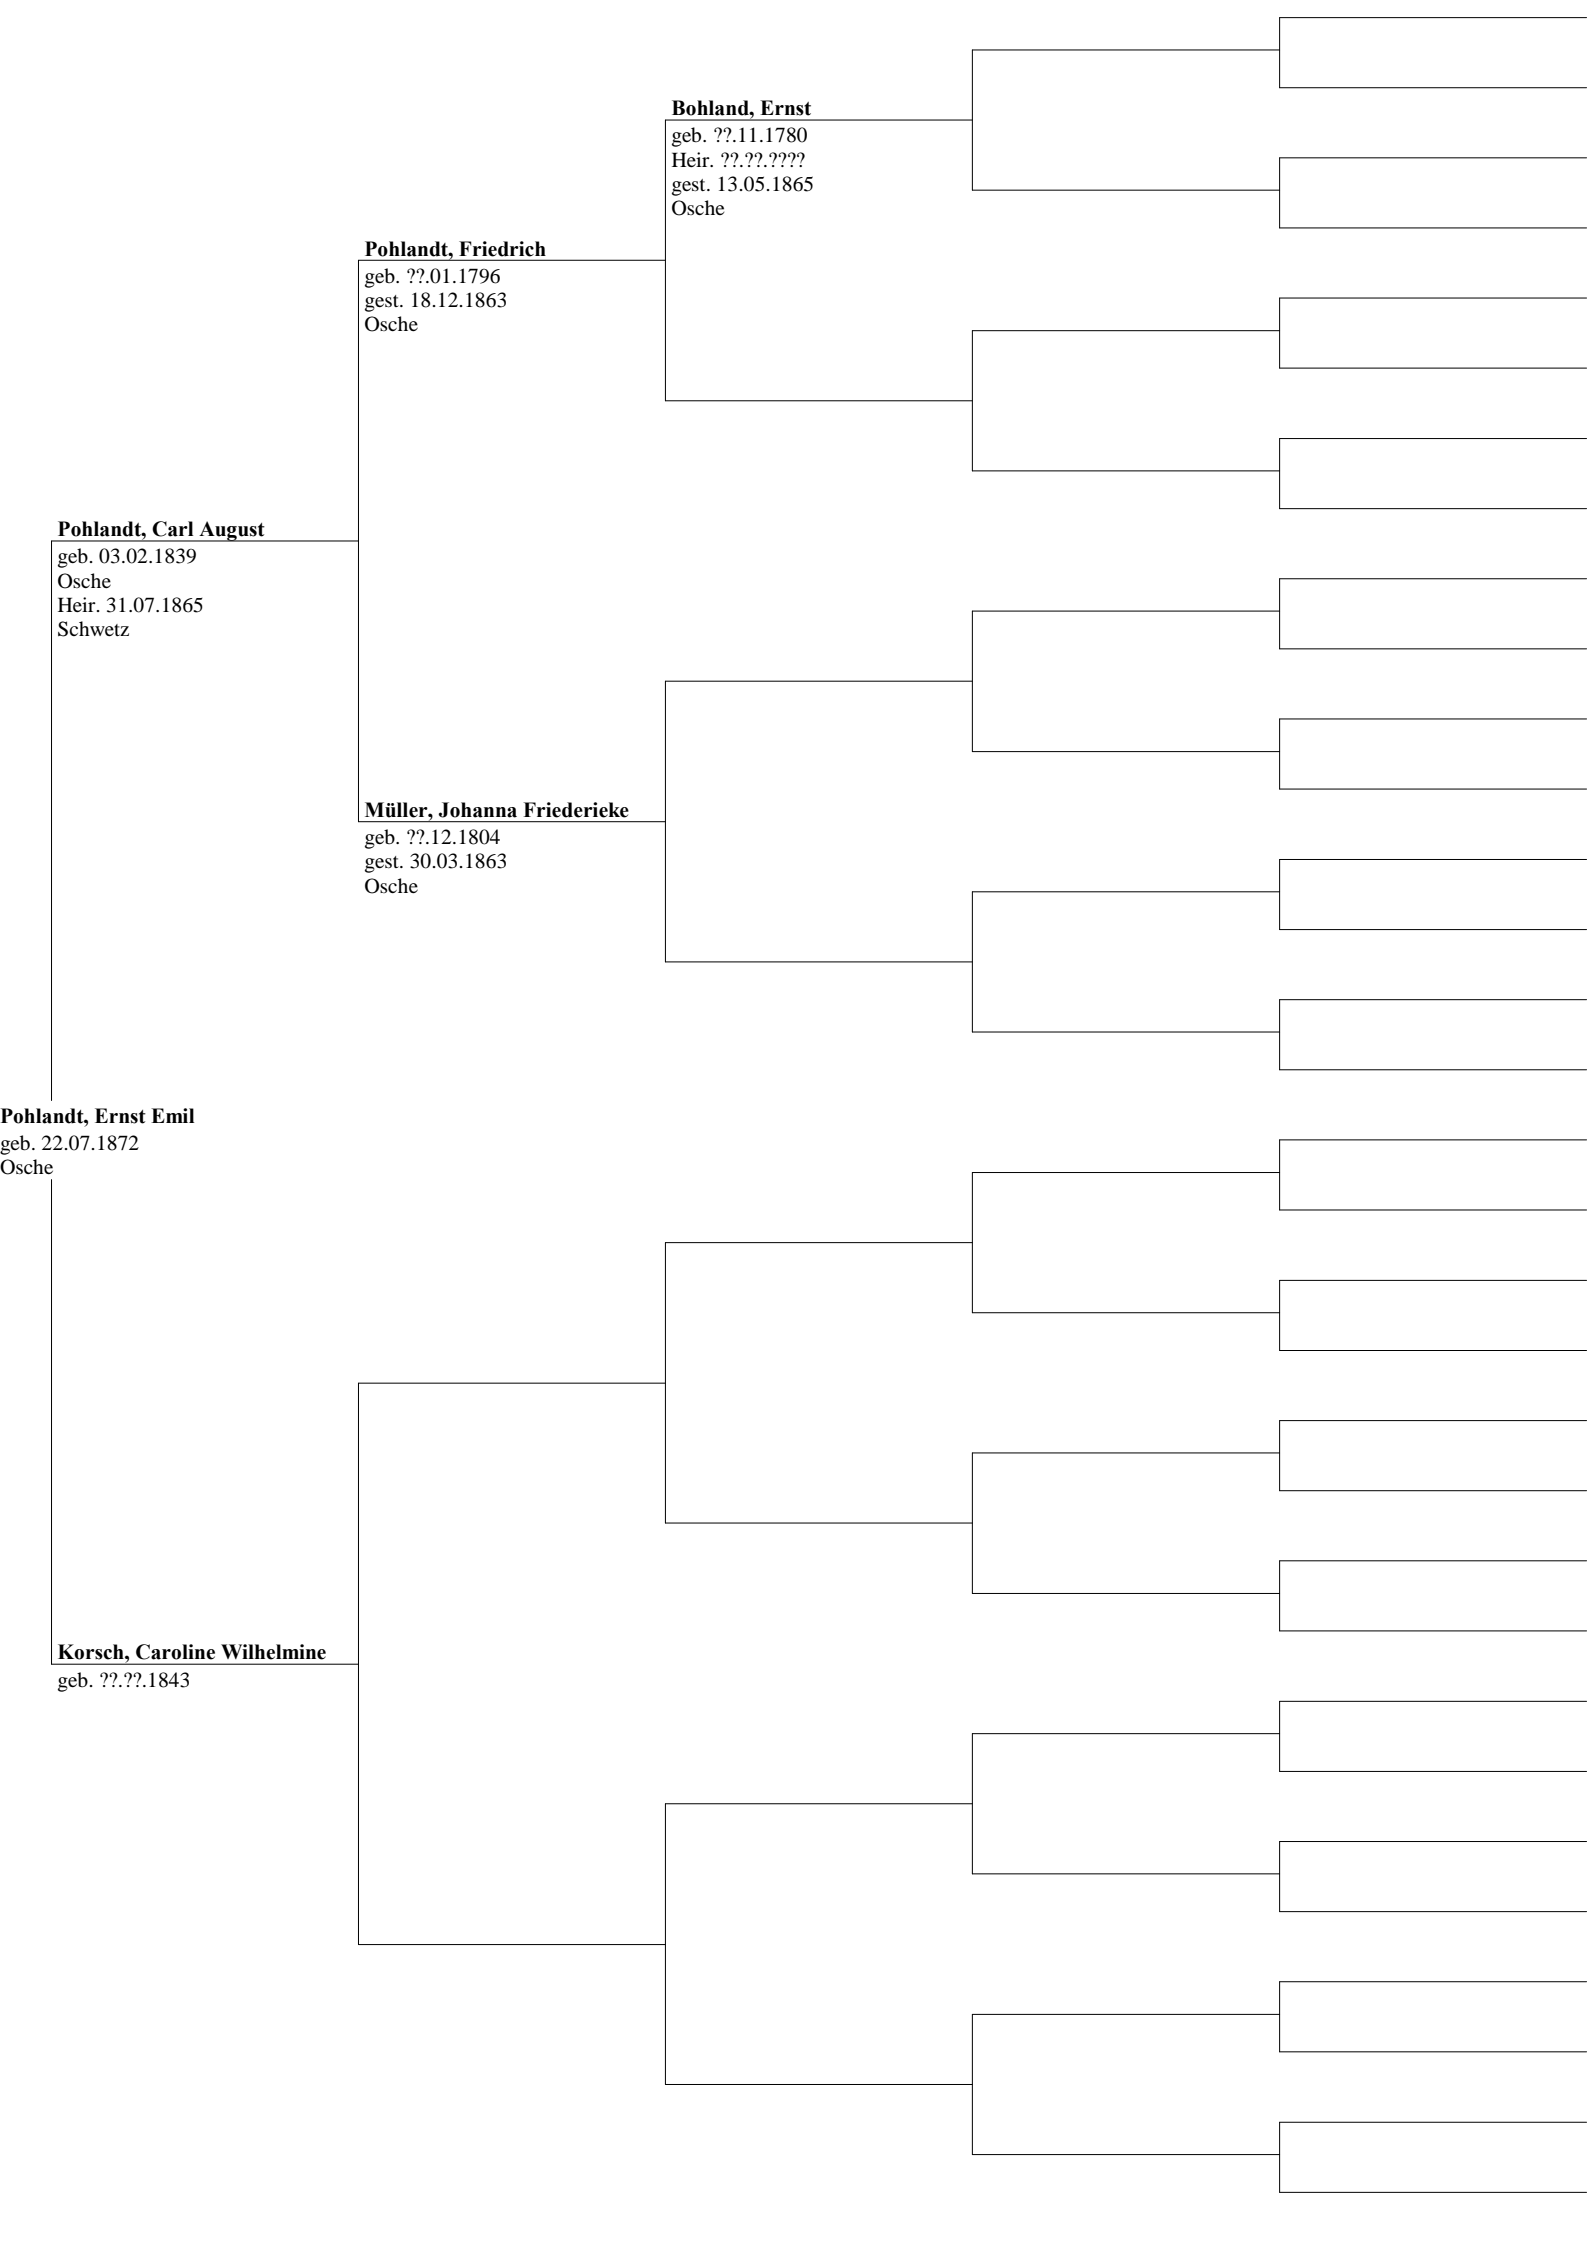 Bohland, Ernst
geb. ??.11.1780
Heir. ??.??.????
gest. 13.05.1865
Osche
Pohlandt, Friedrich
geb. ??.01.1796
gest. 18.12.1863
Osche
Pohlandt, Carl August
geb. 03.02.1839
Osche
Heir. 31.07.1865
Schwetz
Müller, Johanna Friederieke
geb. ??.12.1804
gest. 30.03.1863
Osche
Pohlandt, Ernst Emil
geb. 22.07.1872
Osche
Korsch, Caroline Wilhelmine
geb. ??.??.1843